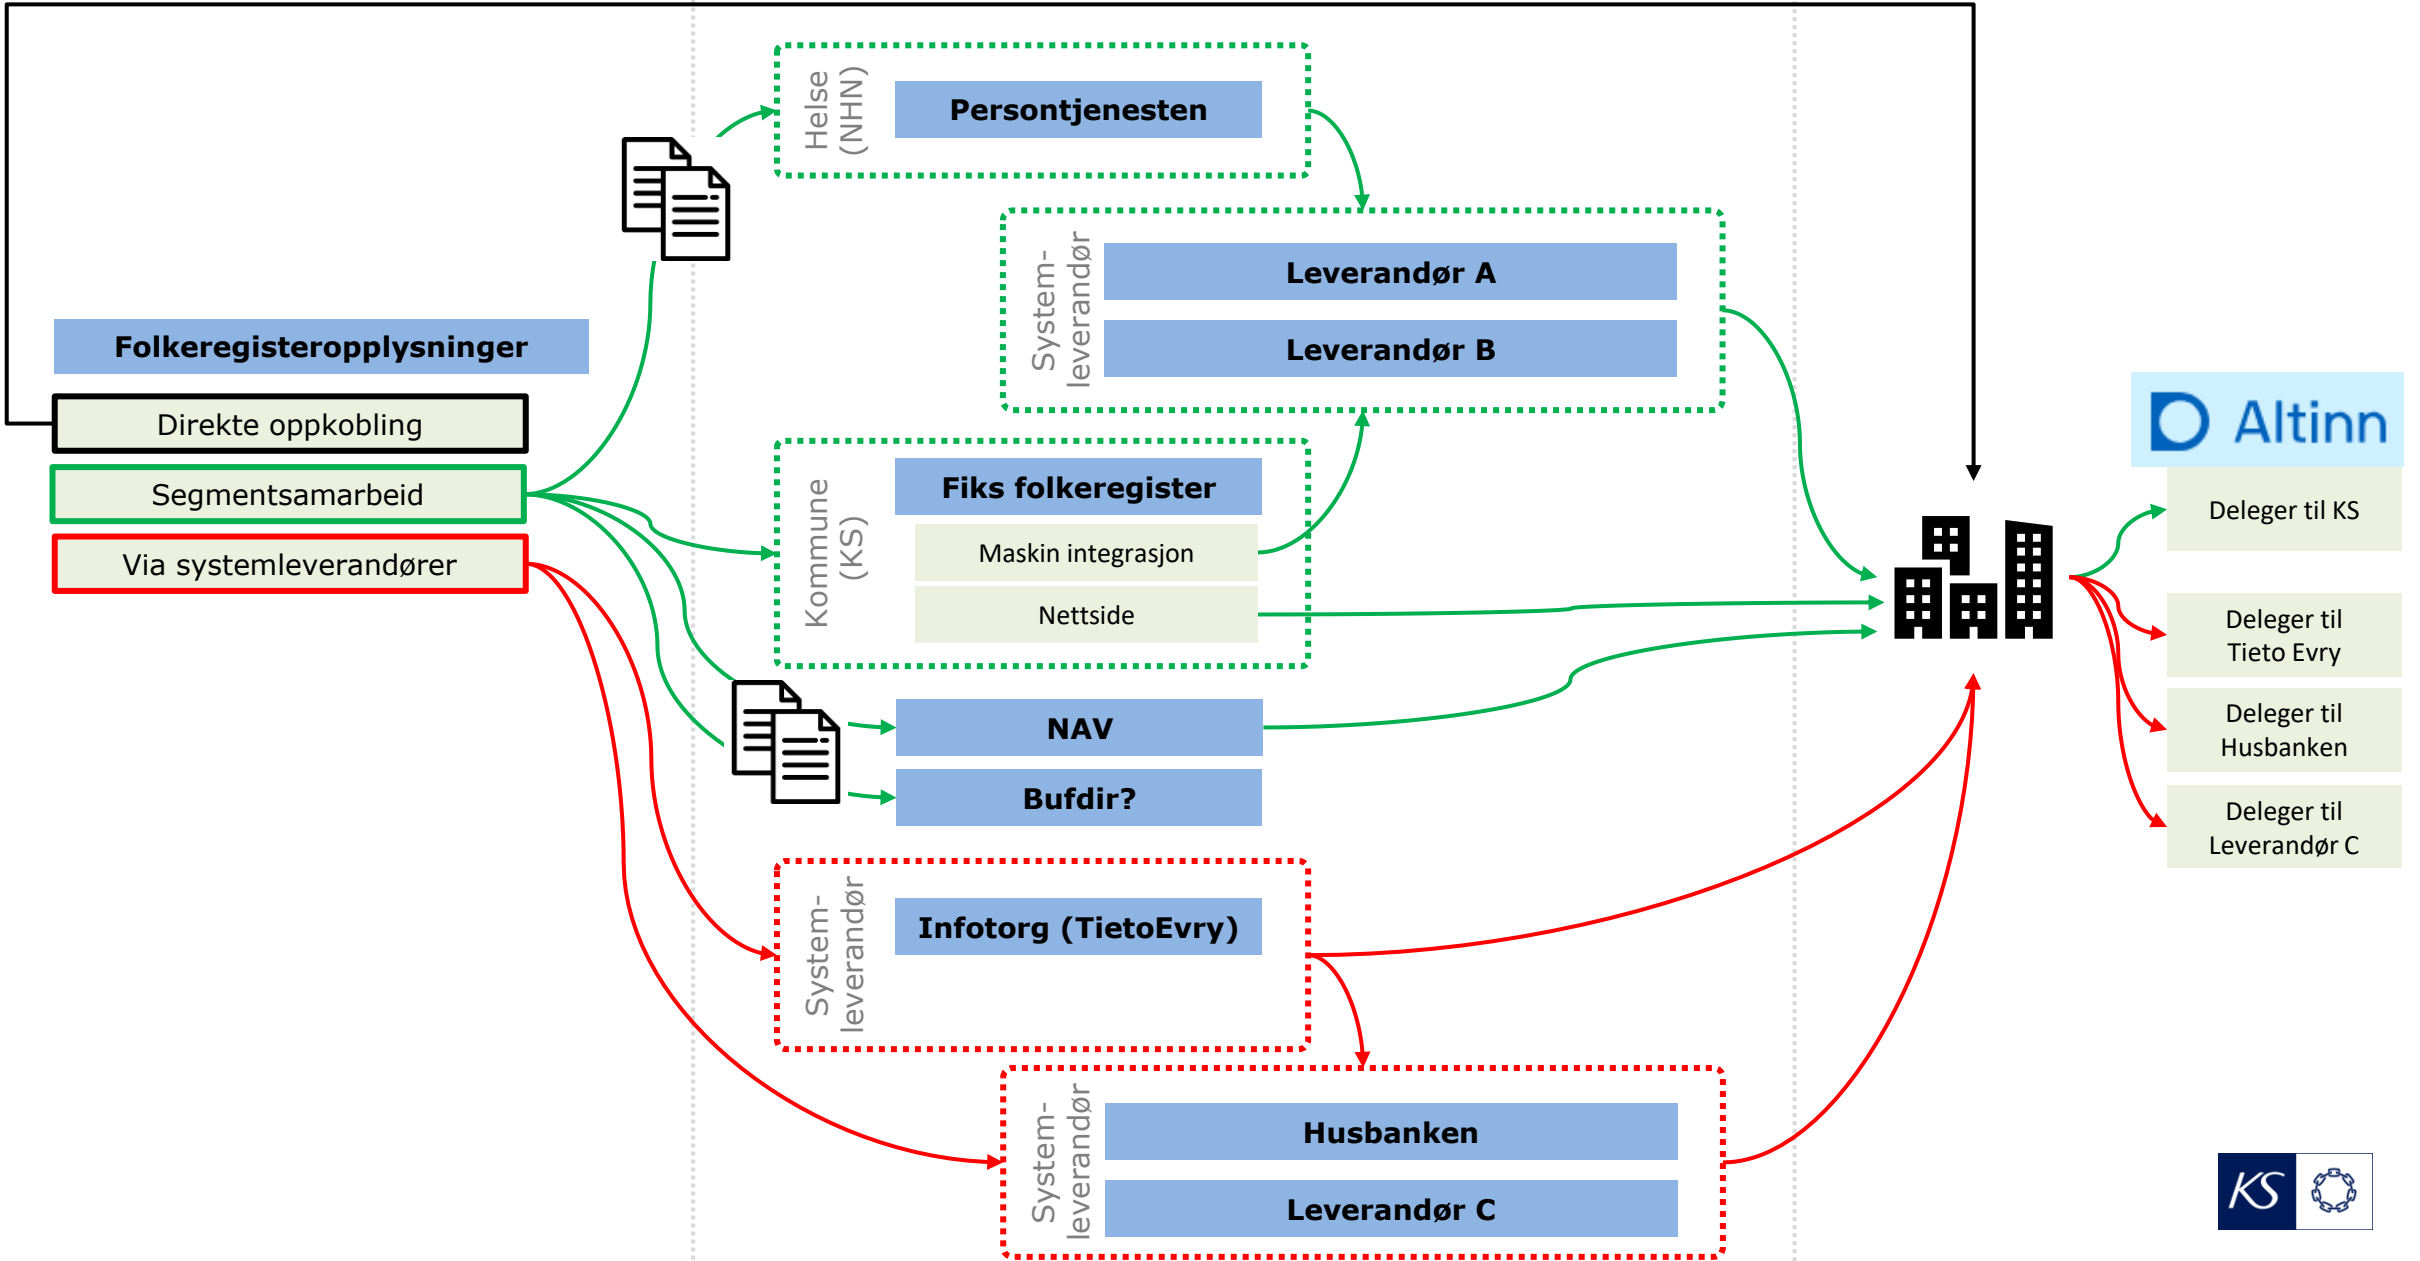 Folkeregisteropplysninger
Direkte oppkobling
Segmentsamarbeid
Via systemleverandører
Helse
(NHN)
Persontjenesten
System-
leverandør
Leverandør A
Leverandør B
Kommune
(KS)
Fiks folkeregister
Maskin integrasjon
Nettside
NAV
Bufdir?
System-
leverandør
Infotorg (TietoEvry)
System-
leverandør
Husbanken
Leverandør C
Altinn
Deleger til KS
Deleger til
Tieto Evry
Deleger til
Husbanken
Deleger til
Leverandør C
KS